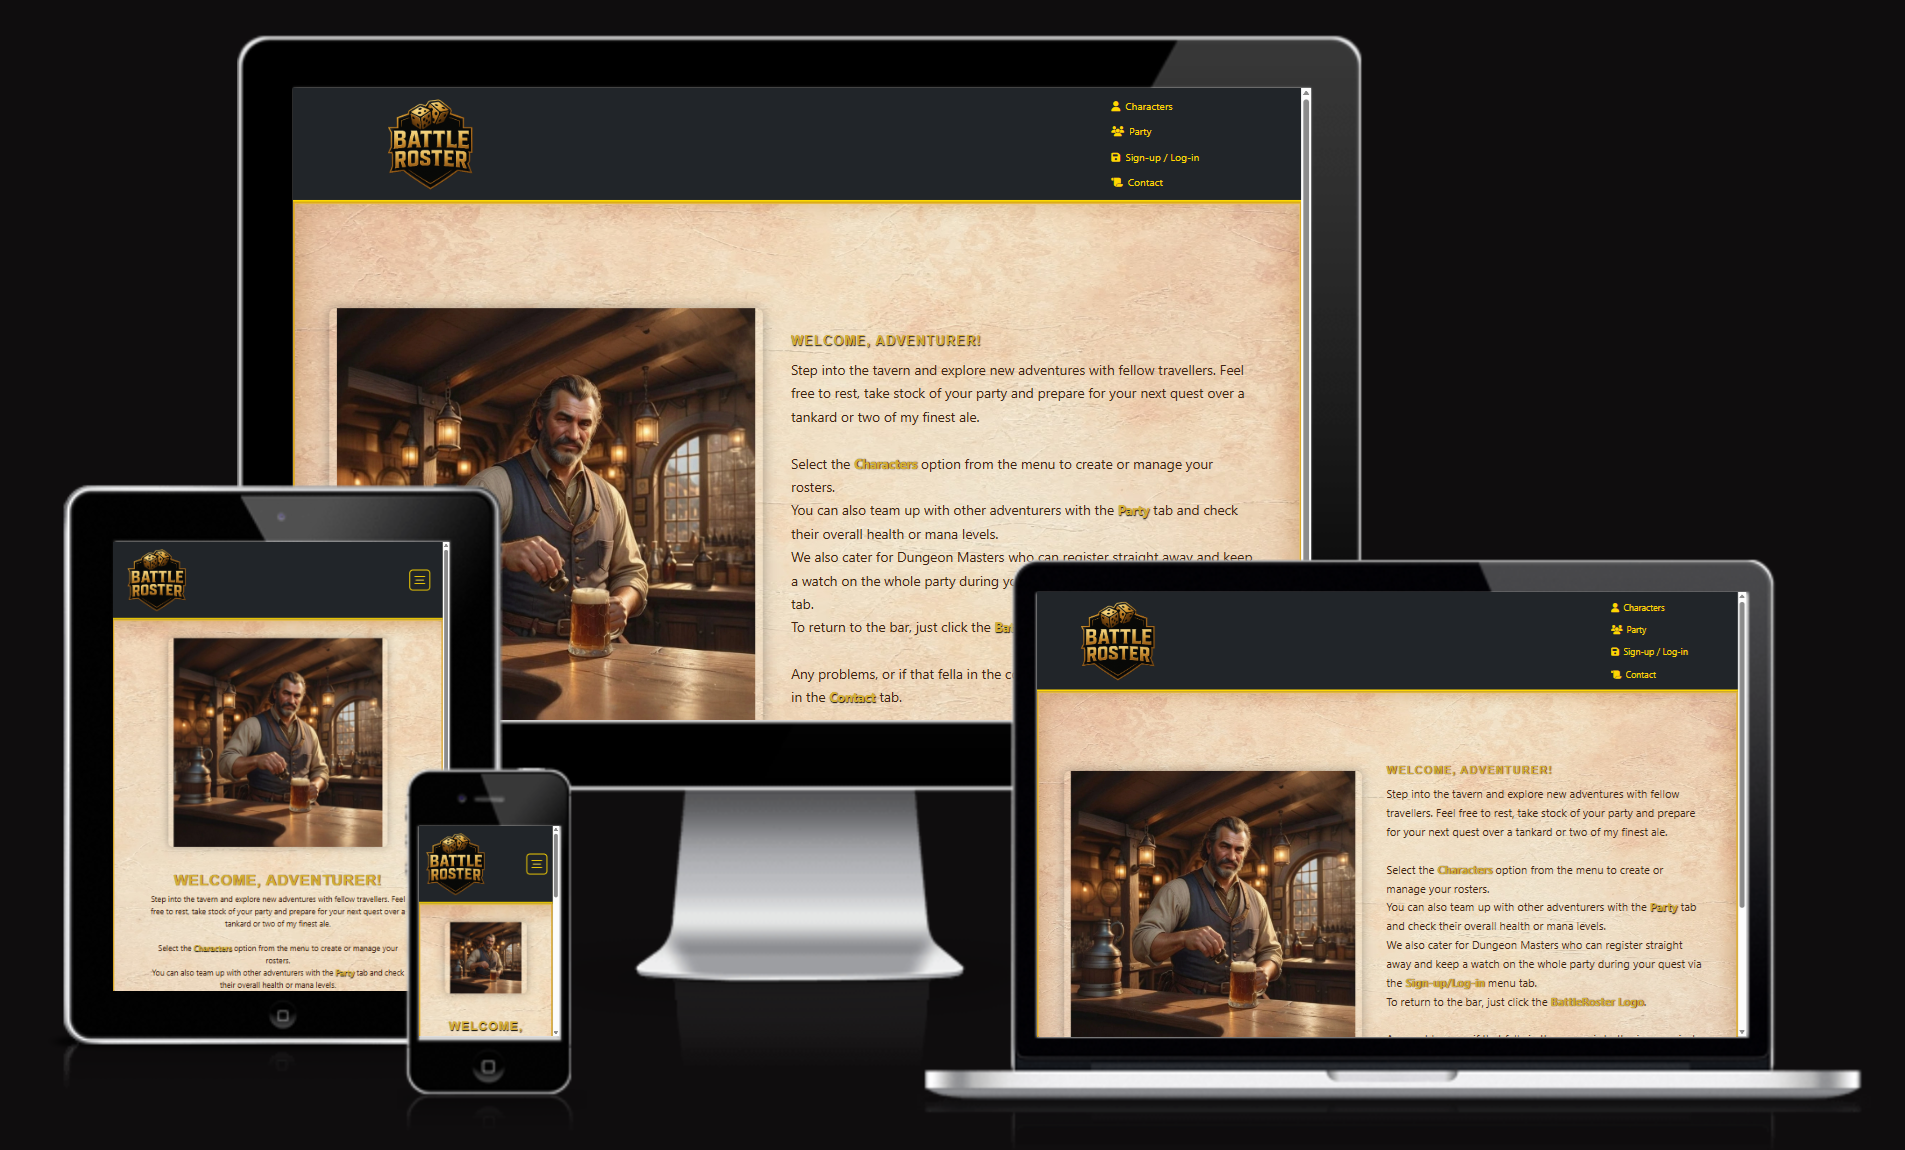 BATTLE
ROSTER
Characters
Party
Sign-up / Log-in
Contact
WELCOME, ADVENTURER!
Step into the tavern and explore new adventures with fellow travellers. Feel
free to rest, take stock of your party and prepare for your next quest over a
tankard or two of my finest ale.
Select the Characters option from the menu to create or manage your
rosters.
You can also team up with other adventurers with the Party tab and check
their overall health or mana levels.
We also cater for Dungeon Masters who can register straight away and keep
a watch on the whole party during
tab.
To return to the bar, just click the
Any problems, or if that fella in the
in the Contact tab.
BATTLE
ROSTER
WELCOME, ADVENTURER!
Step into the tavern and explore new adventures with fellow travellers. Feel
free to rest, take stock of your party and prepare for your next quest over a
tankard or two of my finest ale.
Select the Characters option from the menu to create or manage your
rosters.
You can also team up with other adventurers with the Party tab and check
their overall health or mana levels.
BATTLE
ROSTER
WELCOME,
BATTLE
ROSTER
Characters
Party
Sign-up / Log-in
Contact
WELCOME, ADVENTURER!
Step into the tavern and explore new adventures with fellow
travellers. Feel free to rest, take stock of your party and prepare
for your next quest over a tankard or two of my finest ale.
Select the Characters option from the menu to create or
manage your rosters.
You can also team up with other adventurers with the Party tab
and check their overall health or mana levels.
We also cater for Dungeon Masters who can register straight
away and keep a watch on the whole party during your quest via
the Sign-up/Log-in menu tab.
To return to the bar, just click the BattleRoster Logo.